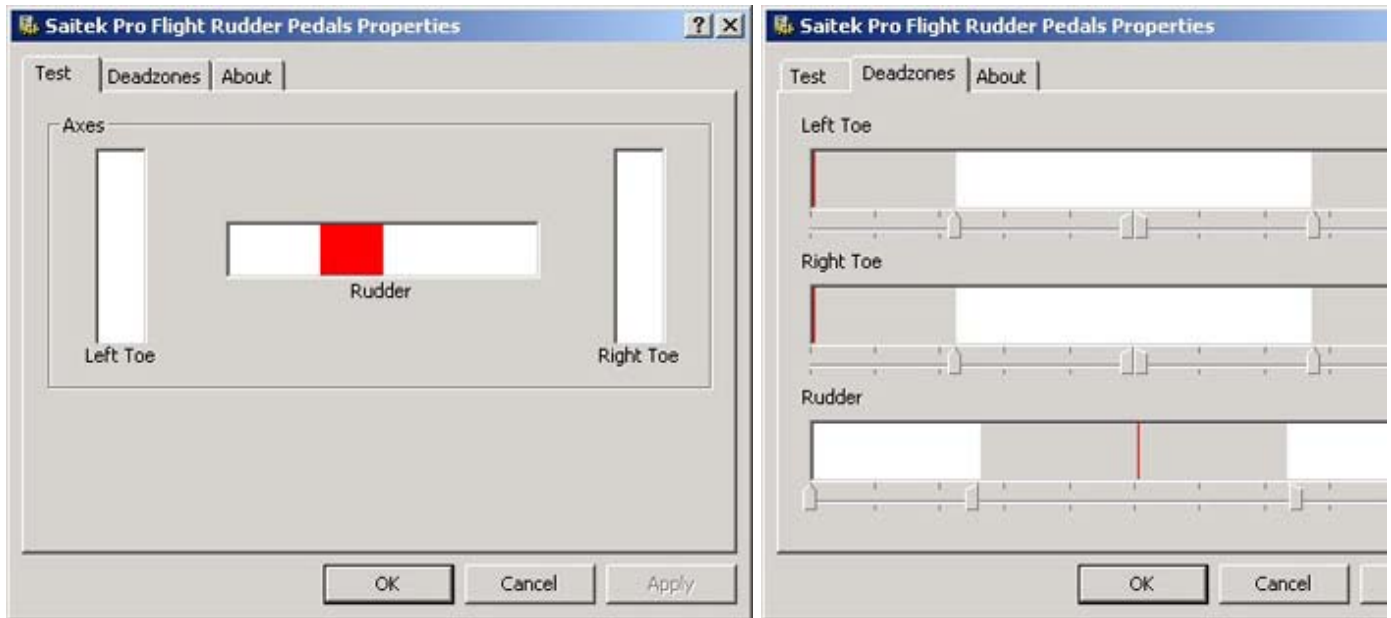 Saitek Pro Flight Rudder Pedals Properties
Test Deadzones About
Axes
Rudder
Left Toe Right Toe
OK Cancel Apply
Saitek Pro Flight Rudder Pedals Properties
Test Deadzones About
Left Toe
Right Toe
Rudder
OK Cancel